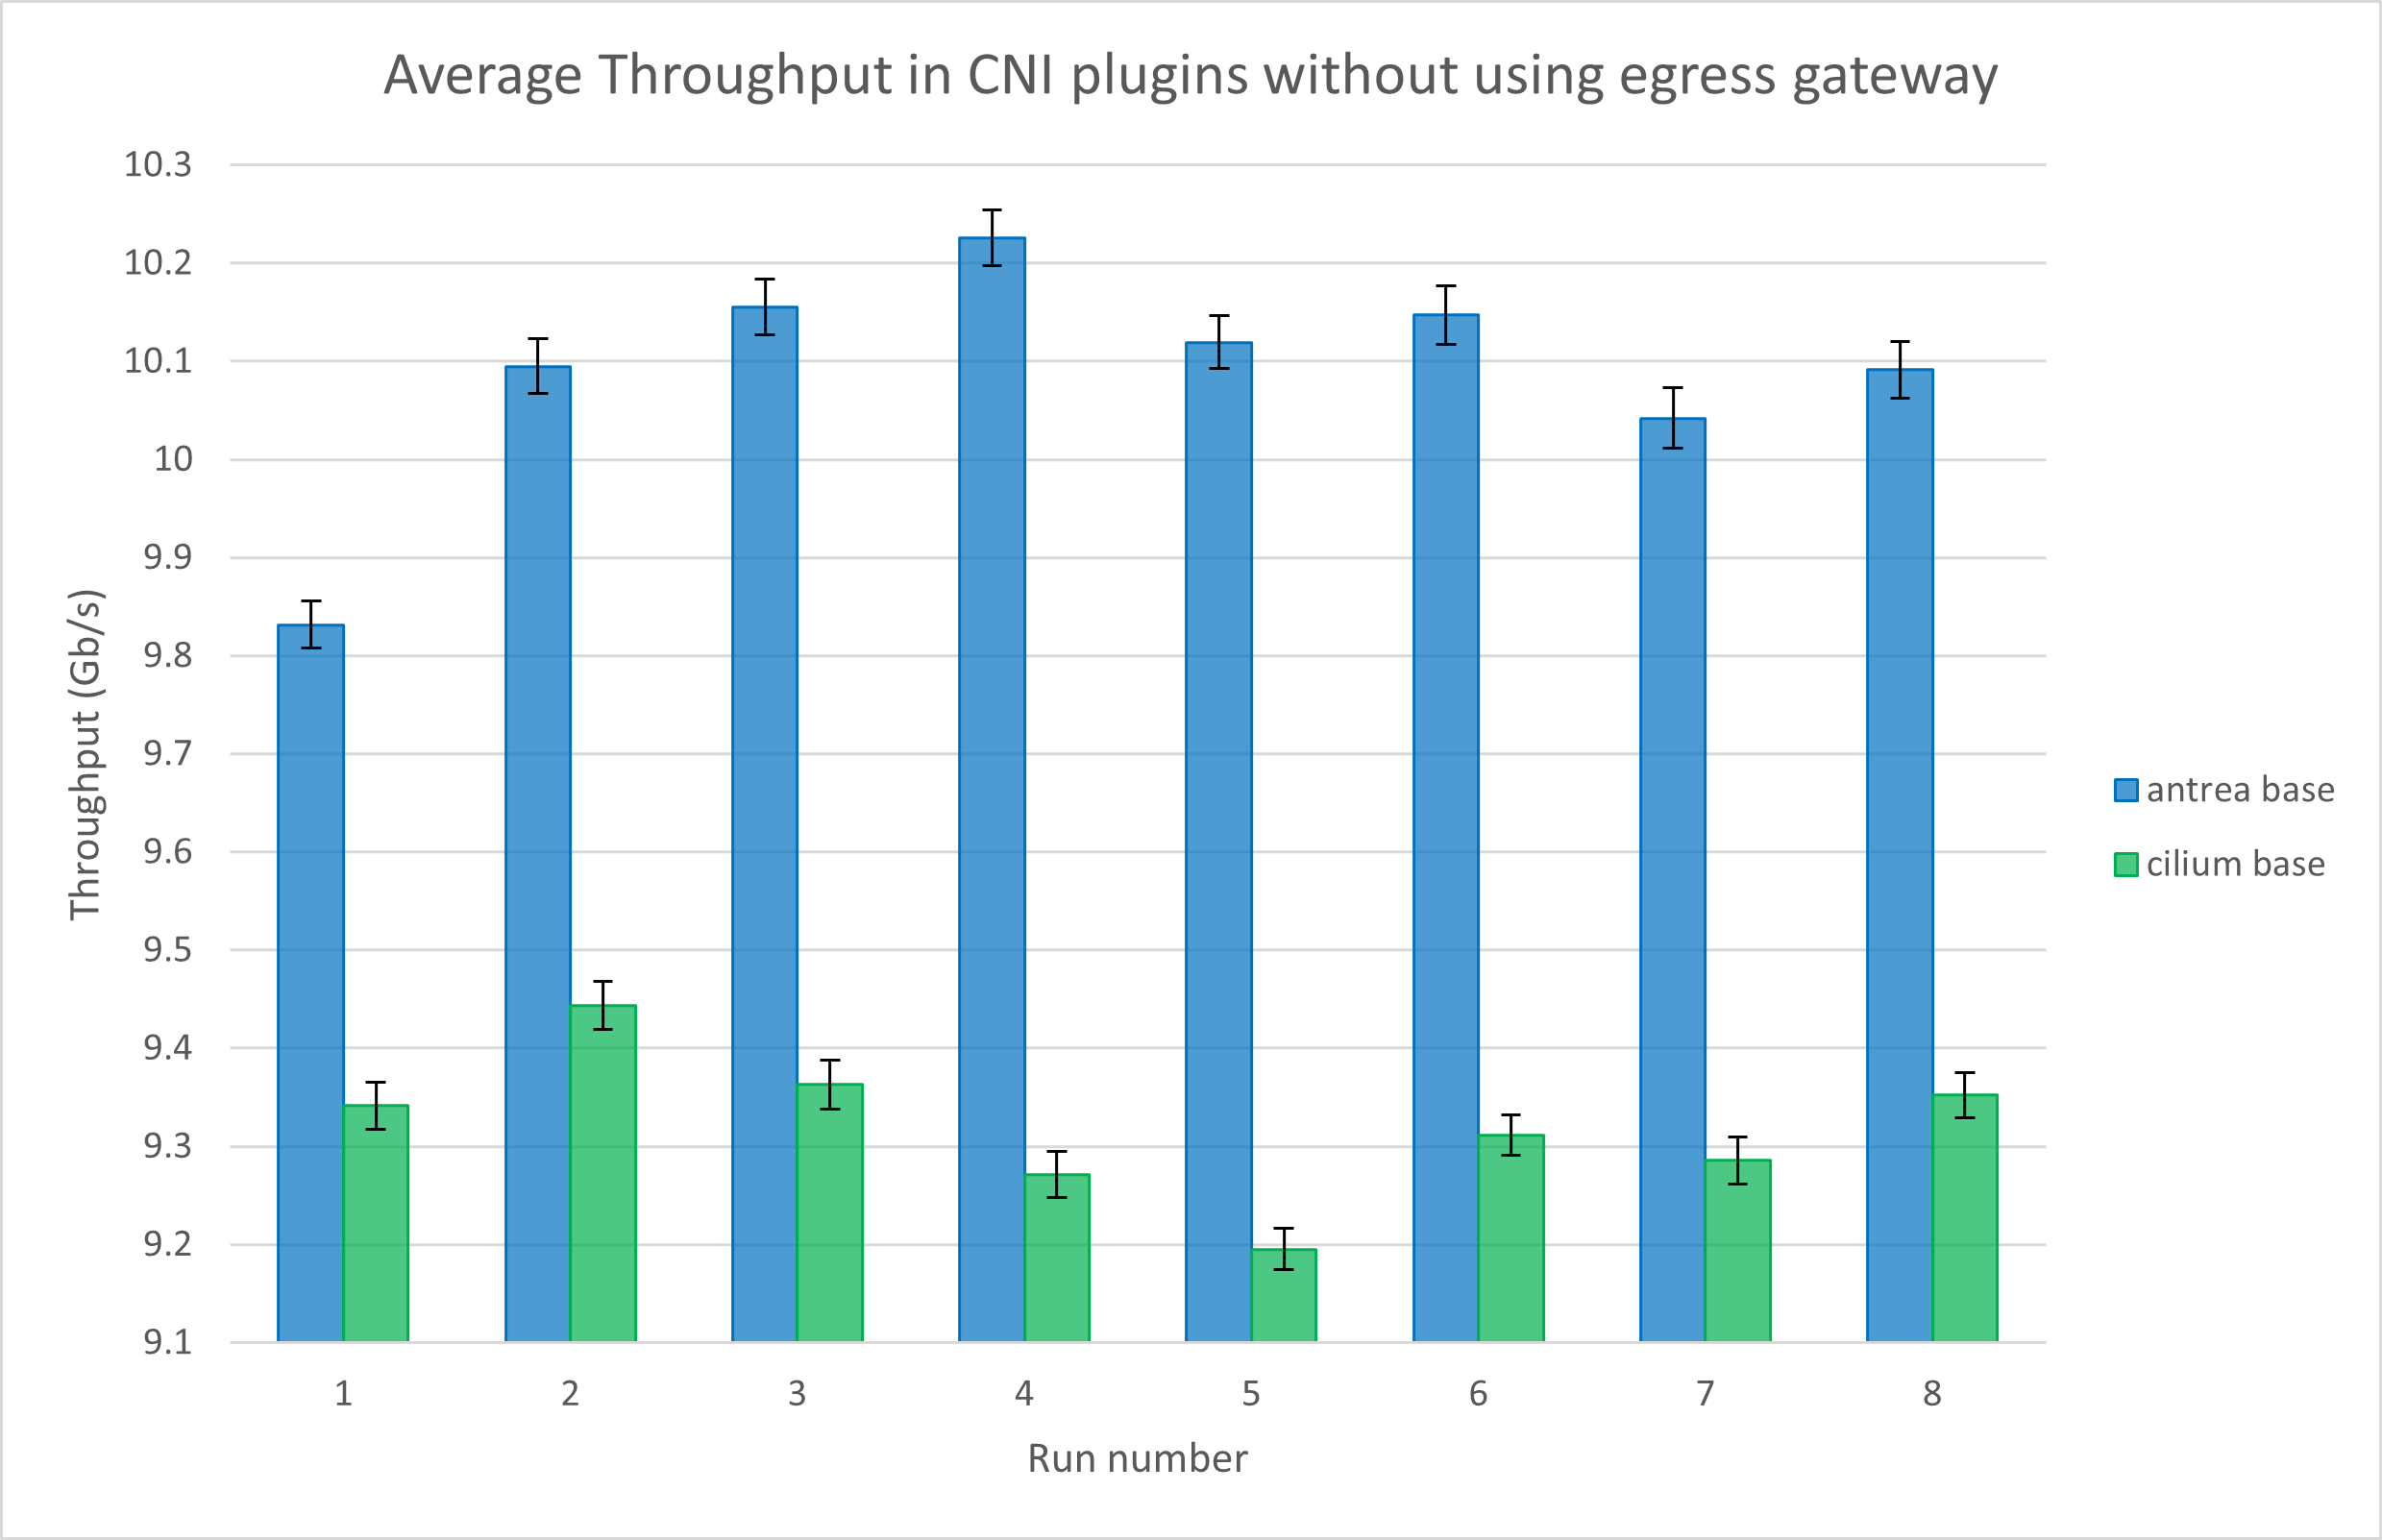 Average Throughput in CNI plugins without using egress gateway
10.3
10.2
10.1
10
9.9
9.8
9.7
9.6
9.5
9.4
9.3
9.2
9.1
Throughput (Gb/s)
1 2 3 4 5 6 7 8
Run number
antrea base
cilium base